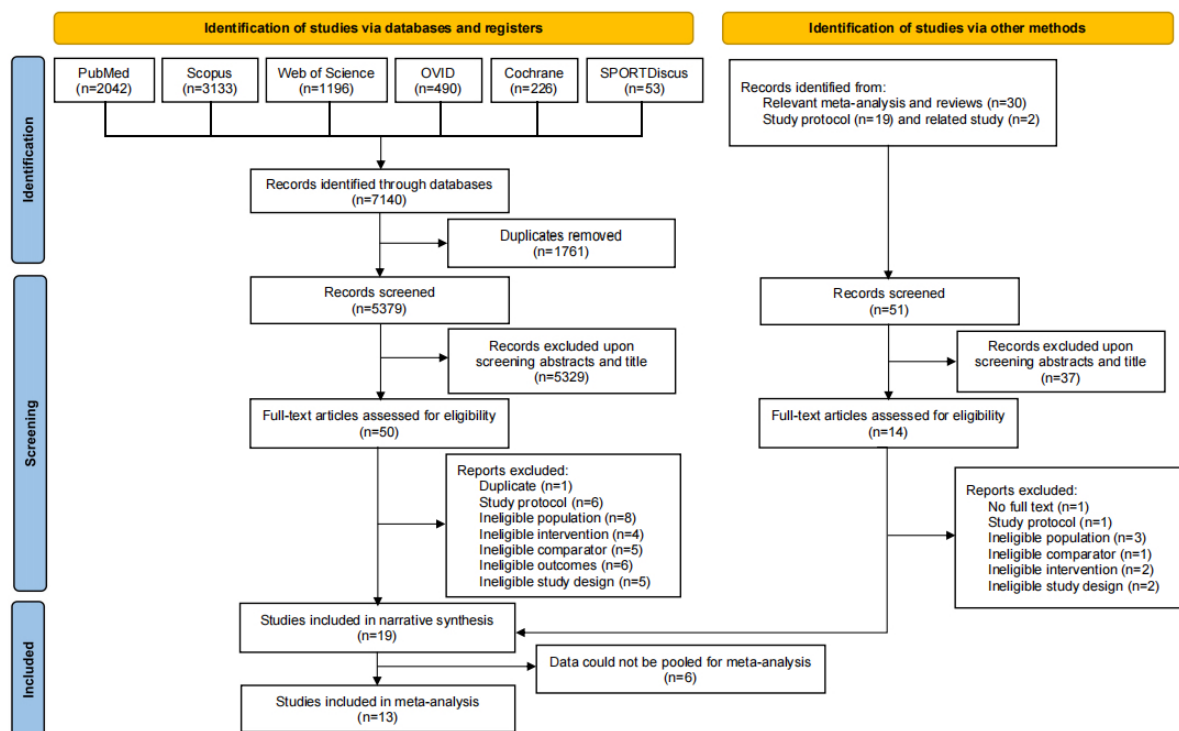 Identification of studies via databases and registers
Identification of studies via other methods
Identification
PubMed
(n=2042)
Scopus
(n=3133)
Web of Science
(n=1196)
OVID
(n=490)
Cochrane
(n=226)
SPORTDiscus
(n=53)
Records identified from:
Relevant meta-analysis and reviews (n=30)
Study protocol (n=19) and related study (n=2)
Records identified through databases
(n=7140)
Duplicates removed
(n=1761)
Screening
Records screened
(n=5379)
Records screened
(n=51)
Records excluded upon
screening abstracts and title
(n=5329)
Records excluded upon
screening abstracts and title
(n=37)
Full-text articles assessed for eligibility
(n=50)
Full-text articles assessed for eligibility
(n=14)
Reports excluded:
Duplicate (n=1)
Study protocol (n=6)
Ineligible population (n=8)
Ineligible intervention (n=4)
Ineligible comparator (n=5)
Ineligible outcomes (n=6)
Ineligible study design (n=5)
Reports excluded:
No full text (n=1)
Study protocol (n=1)
Ineligible population (n=3)
Ineligible comparator (n=1)
Ineligible intervention (n=2)
Ineligible study design (n=2)
Included
Studies included in narrative synthesis
(n=19)
Data could not be pooled for meta-analysis
(n=6)
Studies included in meta-analysis
(n=13)